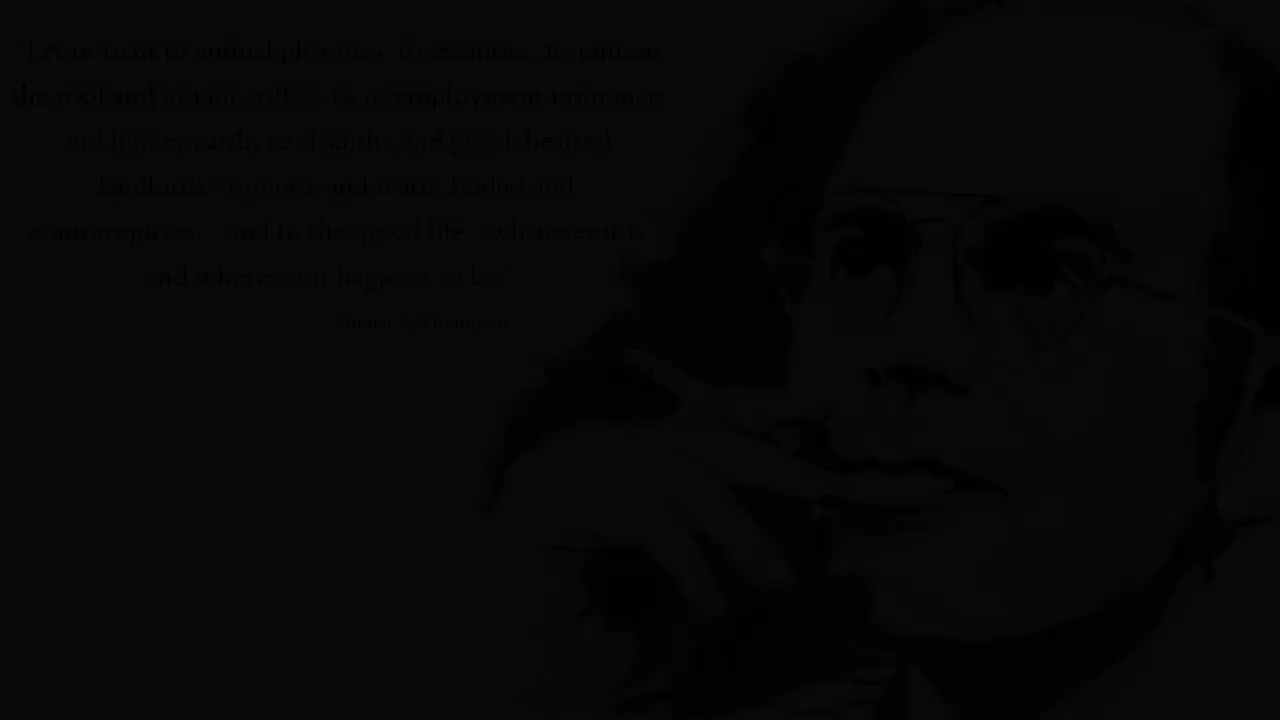 "Let us toast to animal pleasures, to escapism, to rain on
the roof and instant coffee, to unemployment insurance
and library cards, to absinthe and good-hearted
landlords, to music and warm bodies and
contraceptives... and to the "good life", whatever it is
and wherever it happens to be."
Hunter S. Thompson